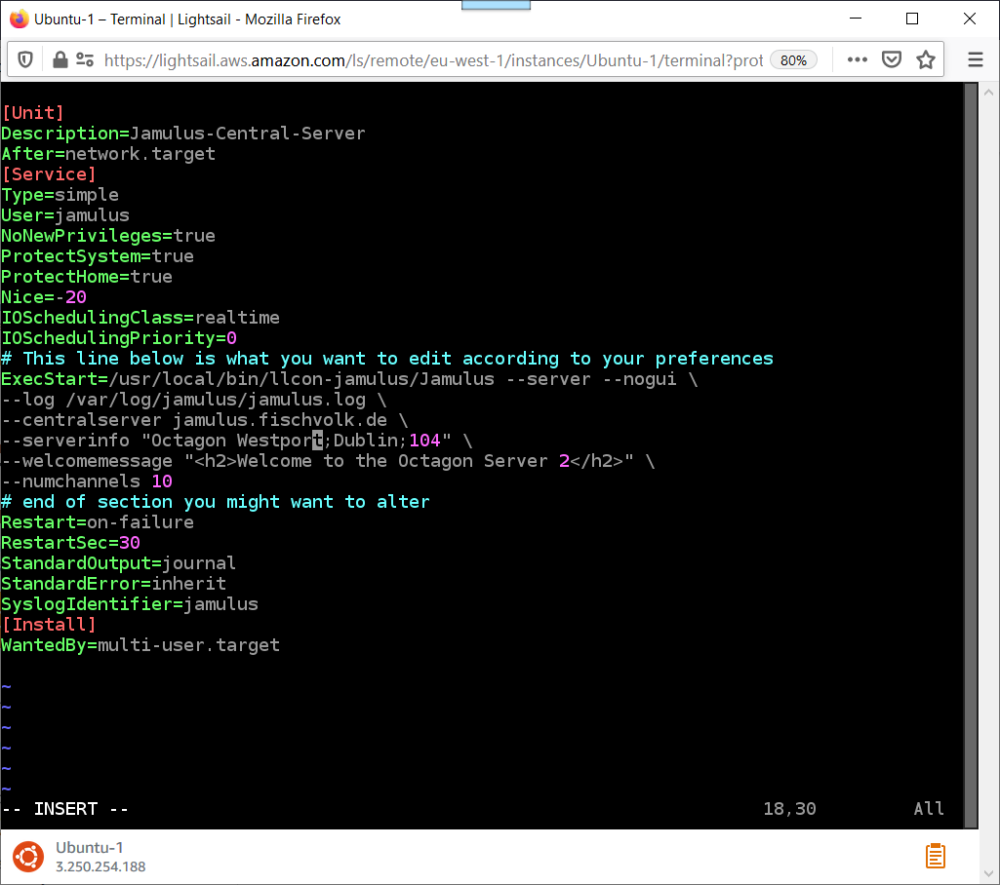 Ubuntu-1 – Terminal | Lightsail - Mozilla Firefox
https://lightsail.aws.amazon.com/ls/remote/eu-west-1/instances/Ubuntu-1/terminal?prot 80%
[Unit]
Description=Jamulus-Central-Server
After=network.target
[Service]
Type=simple
User=jamulus
NoNewPrivileges=true
ProtectSystem=true
ProtectHome=true
Nice=-20
IOSchedulingClass=realtime
IOSchedulingPriority=0
# This line below is what you want to edit according to your preferences
ExecStart=/usr/local/bin/llcon-jamulus/Jamulus --server --nogui \
--log /var/log/jamulus/jamulus.log \
--centralserver jamulus.fischvolk.de \
--serverinfo "Octagon Westport;Dublin;104" \
--welcomemessage "<h2>Welcome to the Octagon Server 2</h2>" \
--numchannels 10
# end of section you might want to alter
Restart=on-failure
RestartSec=30
StandardOutput=journal
StandardError=inherit
SyslogIdentifier=jamulus
[Install]
WantedBy=multi-user.target
~
~
~
~
~
~
-- INSERT -- 18,30 All
Ubuntu-1
3.250.254.188